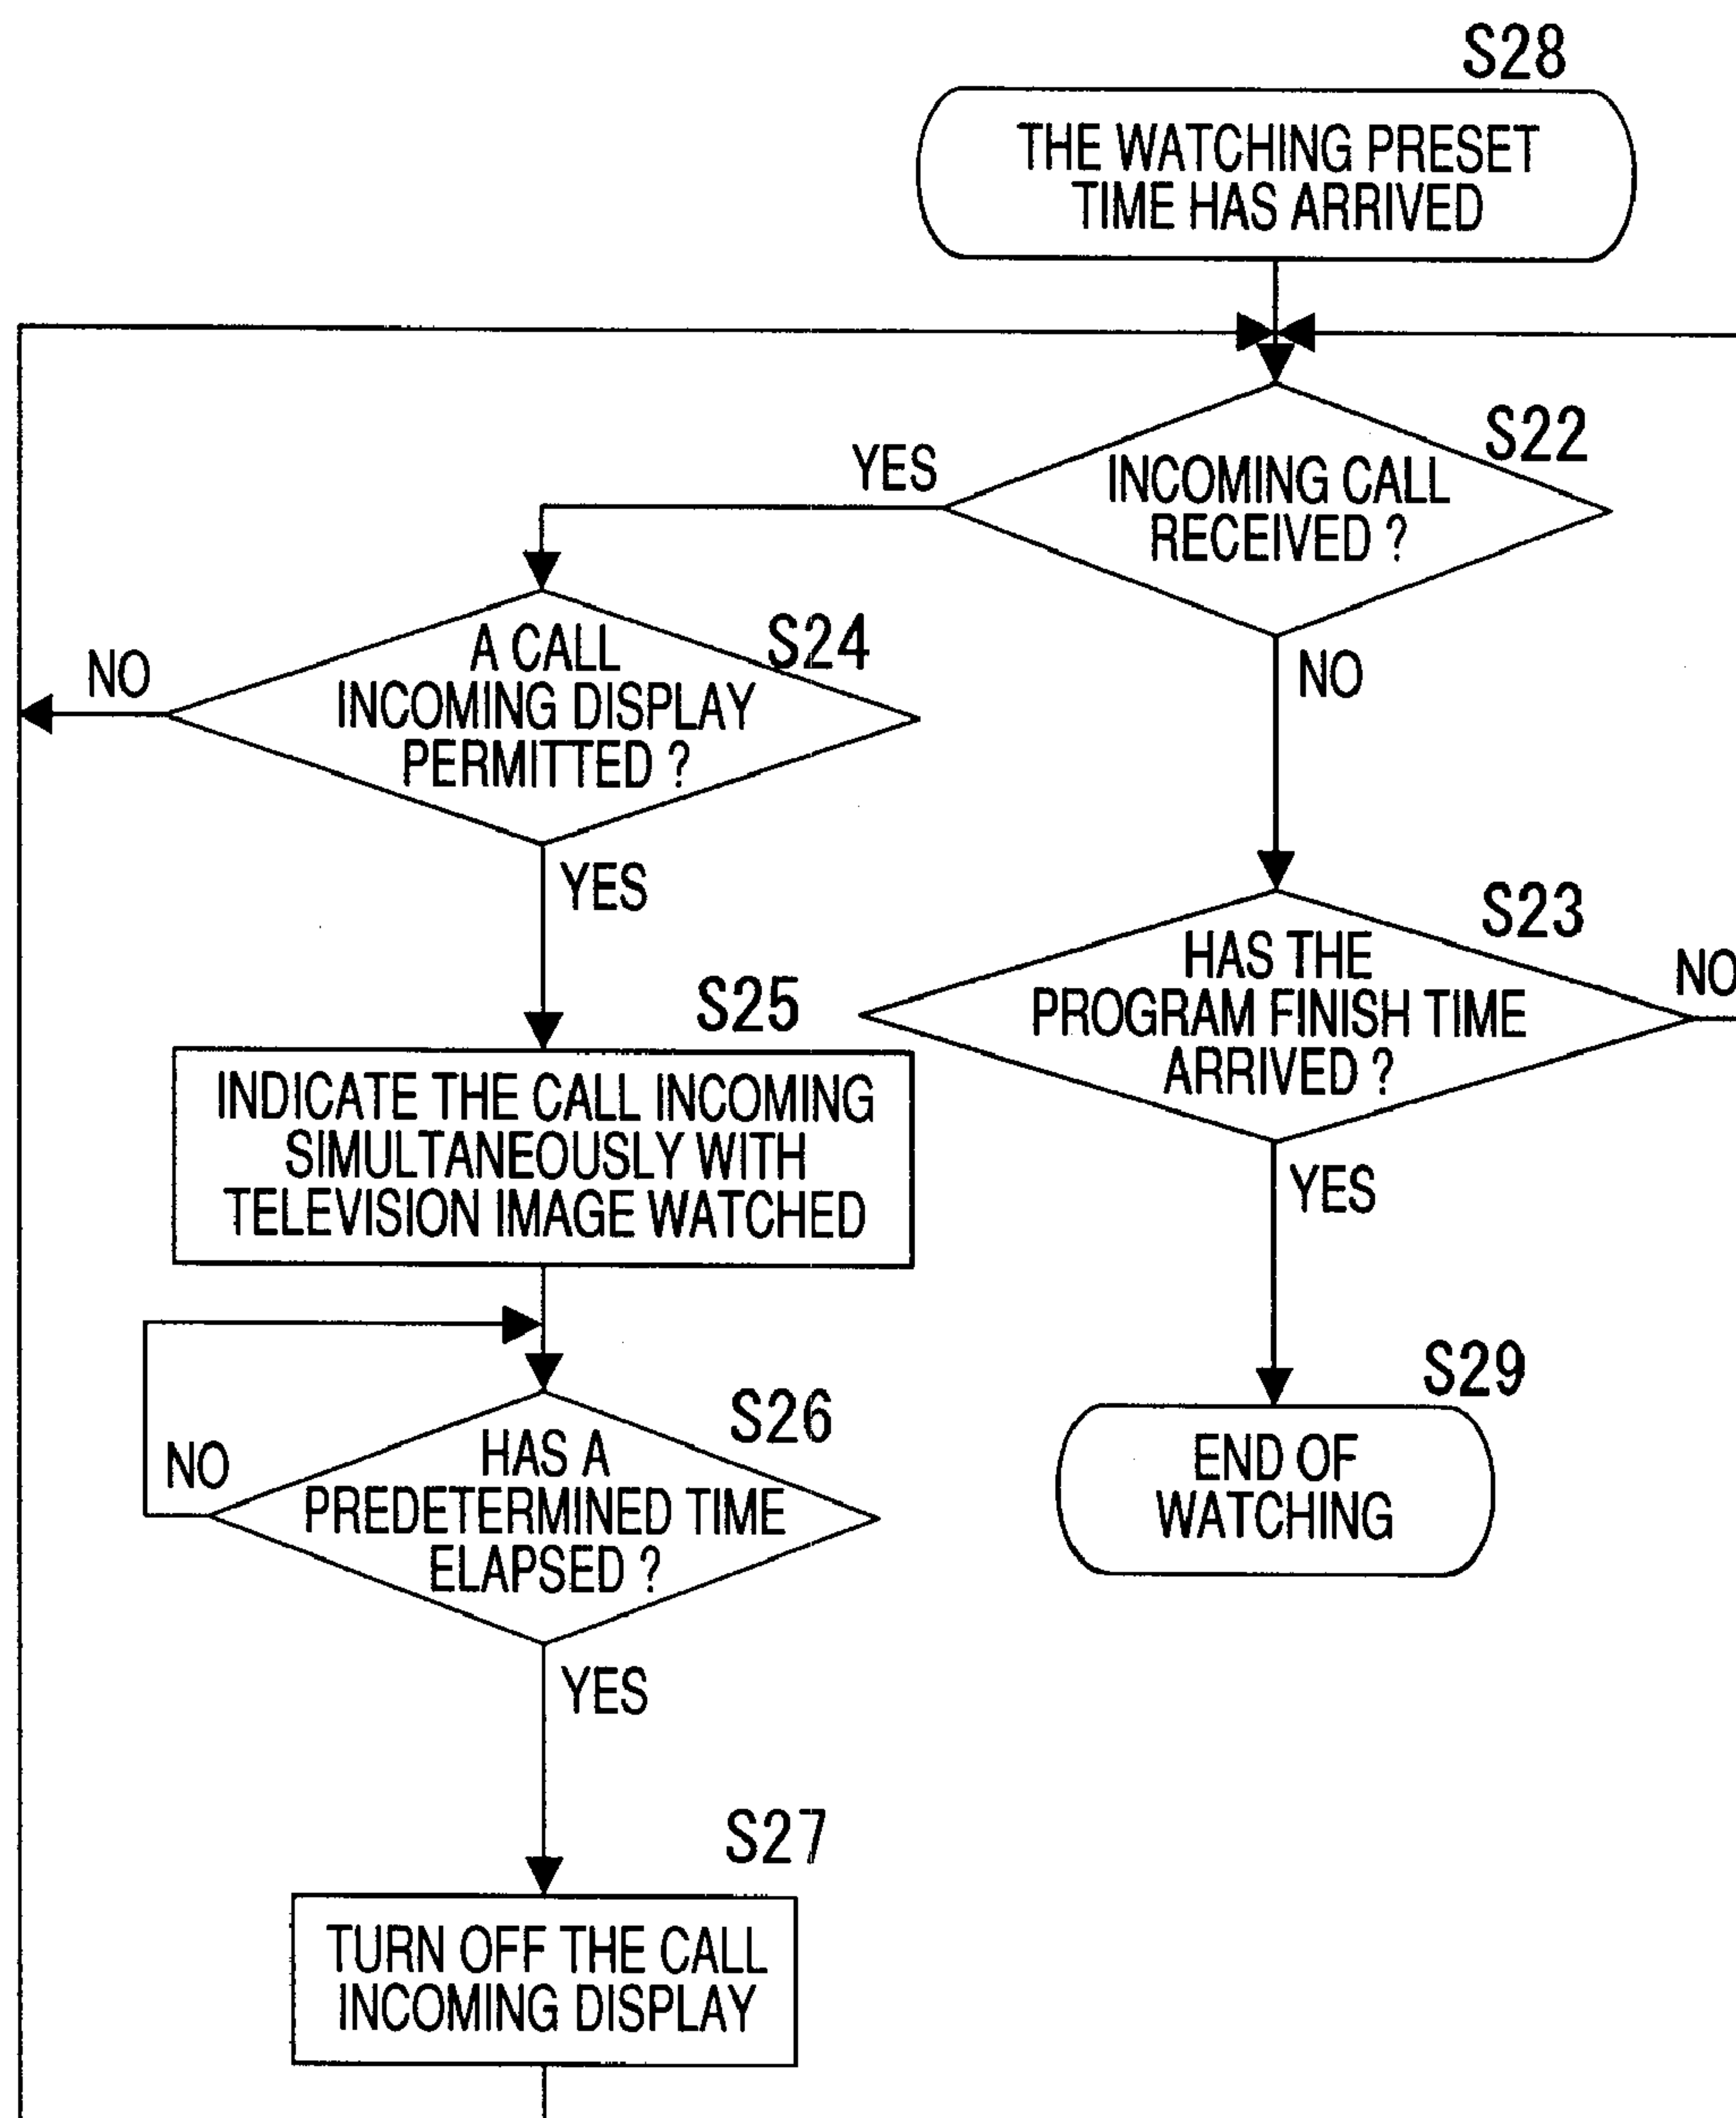 S28
THE WATCHING PRESET
TIME HAS ARRIVED
S22
YES
INCOMING CALL
RECEIVED ?
S24
NO
A CALL
INCOMING DISPLAY
PERMITTED ?
NO
YES
S23
HAS THE
PROGRAM FINISH TIME
ARRIVED ?
NO
S25
INDICATE THE CALL INCOMING
SIMULTANEOUSLY WITH
TELEVISION IMAGE WATCHED
YES
S29
END OF
WATCHING
S26
NO
HAS A
PREDETERMINED TIME
ELAPSED ?
YES
S27
TURN OFF THE CALL
INCOMING DISPLAY